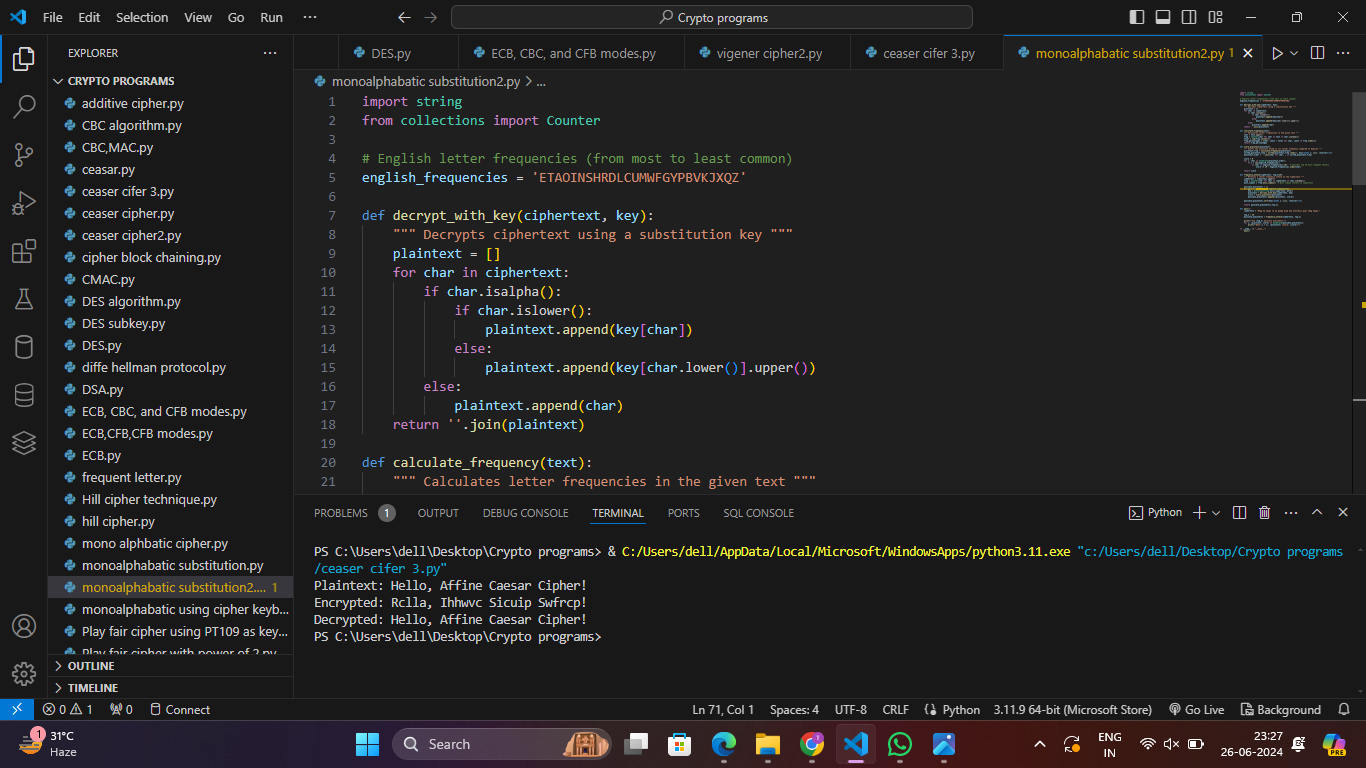 File Edit Selection View Go Run ··· Crypto programs
EXPLORER ···
CRYPTO PROGRAMS
additive cipher.py
CBC algorithm.py
CBC,MAC.py
ceasar.py
ceaser cifer 3.py
ceaser cipher.py
ceaser cipher2.py
cipher block chaining.py
CMAC.py
DES algorithm.py
DES subkey.py
DES.py
diffe hellman protocol.py
DSA.py
ECB, CBC, and CFB modes.py
ECB,CFB,CFB modes.py
ECB.py
frequent letter.py
Hill cipher technique.py
hill cipher.py
mono alphbatic cipher.py
monoalphabatic substitution.py
monoalphabatic substitution2.... 1
monoalphabatic using cipher keyb...
Play fair cipher using PT109 as key...
Play fair cipher with power of 2.py
OUTLINE
TIMELINE
DES.py ECB, CBC, and CFB modes.py vigener cipher2.py ceaser cifer 3.py monoalphabatic substitution2.py 1
monoalphabatic substitution2.py > ...
1 import string
2 from collections import Counter
3
4 # English letter frequencies (from most to least common)
5 english_frequencies = 'ETAOINSHRDLCUMWFGYPBVKJXQZ'
6
7 def decrypt_with_key(ciphertext, key):
8 """ Decrypts ciphertext using a substitution key """
9 plaintext = []
10 for char in ciphertext:
11 if char.isalpha():
12 if char.islower():
13 plaintext.append(key[char])
14 else:
15 plaintext.append(key[char.lower()].upper())
16 else:
17 plaintext.append(char)
18 return ''.join(plaintext)
19
20 def calculate_frequency(text):
21 """ Calculates letter frequencies in the given text """
PROBLEMS 1 OUTPUT DEBUG CONSOLE TERMINAL PORTS SQL CONSOLE Python
PS C:\Users\dell\Desktop\Crypto programs> & C:/Users/dell/AppData/Local/Microsoft/WindowsApps/python3.11.exe "c:/Users/dell/Desktop/Crypto programs
/ceaser cifer 3.py"
Plaintext: Hello, Affine Caesar Cipher!
Encrypted: Rclla, Ihhwvc Sicuip Swfrcp!
Decrypted: Hello, Affine Caesar Cipher!
PS C:\Users\dell\Desktop\Crypto programs>
0 1 0 Connect Ln 71, Col 1 Spaces: 4 UTF-8 CRLF Python 3.11.9 64-bit (Microsoft Store) Go Live Background
1 31°C
Haze
Search
ENG
IN
23:27
26-06-2024
PRE